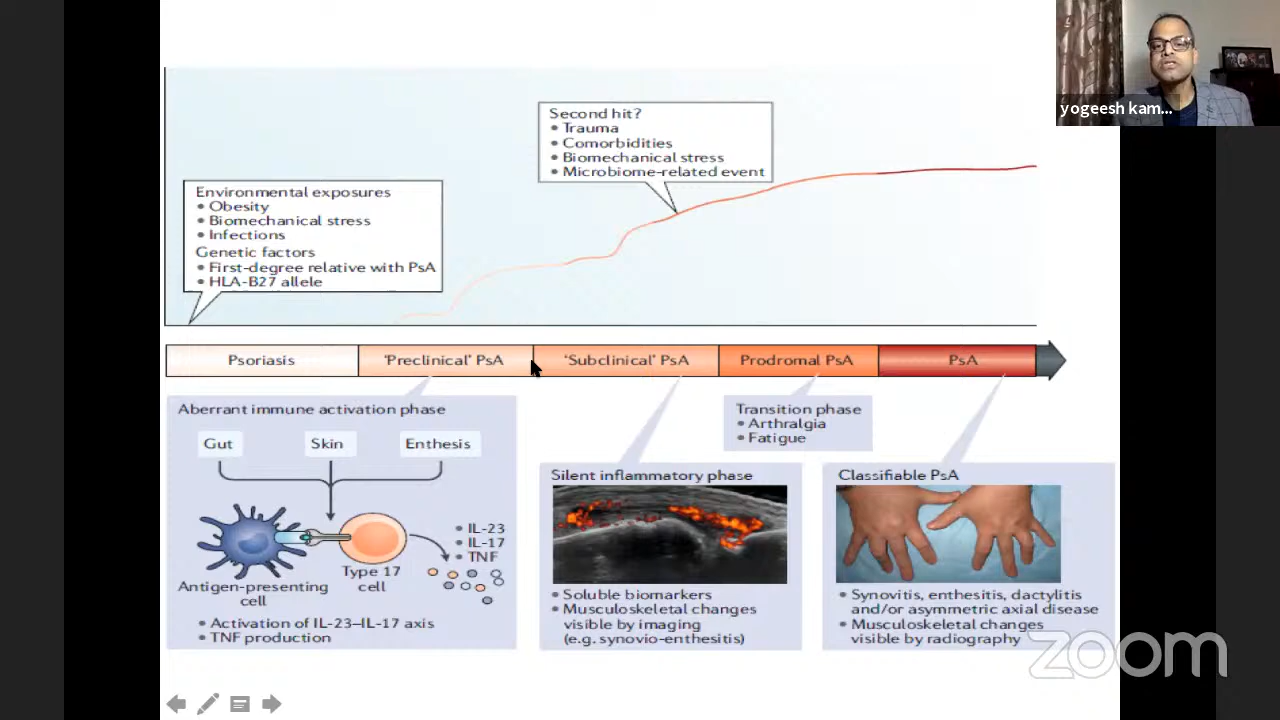 yogeesh kam...
Second hit?
• Trauma
• Comorbidities
• Biomechanical stress
• Microbiome-related event
Environmental exposures
• Obesity
• Biomechanical stress
• Infections
Genetic factors
• First-degree relative with PsA
• HLA-B27 allele
Psoriasis
‘Preclinical’ PsA
‘Subclinical’ PsA
Prodromal PsA
PsA
Aberrant immune activation phase
Gut
Skin
Enthesis
• IL-23
• IL-17
• TNF
Antigen-presenting
cell
Type 17
cell
• Activation of IL-23–IL-17 axis
• TNF production
Silent inflammatory phase
• Soluble biomarkers
• Musculoskeletal changes
visible by imaging
(e.g. synovio-enthesitis)
Transition phase
• Arthralgia
• Fatigue
Classifiable PsA
• Synovitis, enthesitis, dactylitis
and/or asymmetric axial disease
• Musculoskeletal changes
visible by radiography
zoom